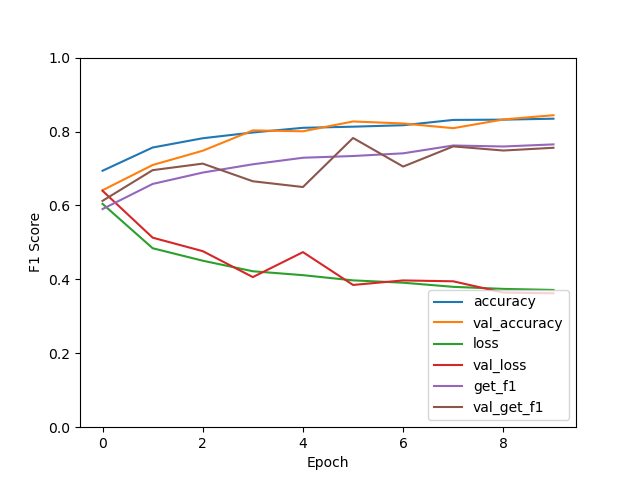 1.0
0.8
0.6
0.4
0.2
0.0
F1 Score
0 2 4 6 8
Epoch
accuracy
val_accuracy
loss
val_loss
get_f1
val_get_f1